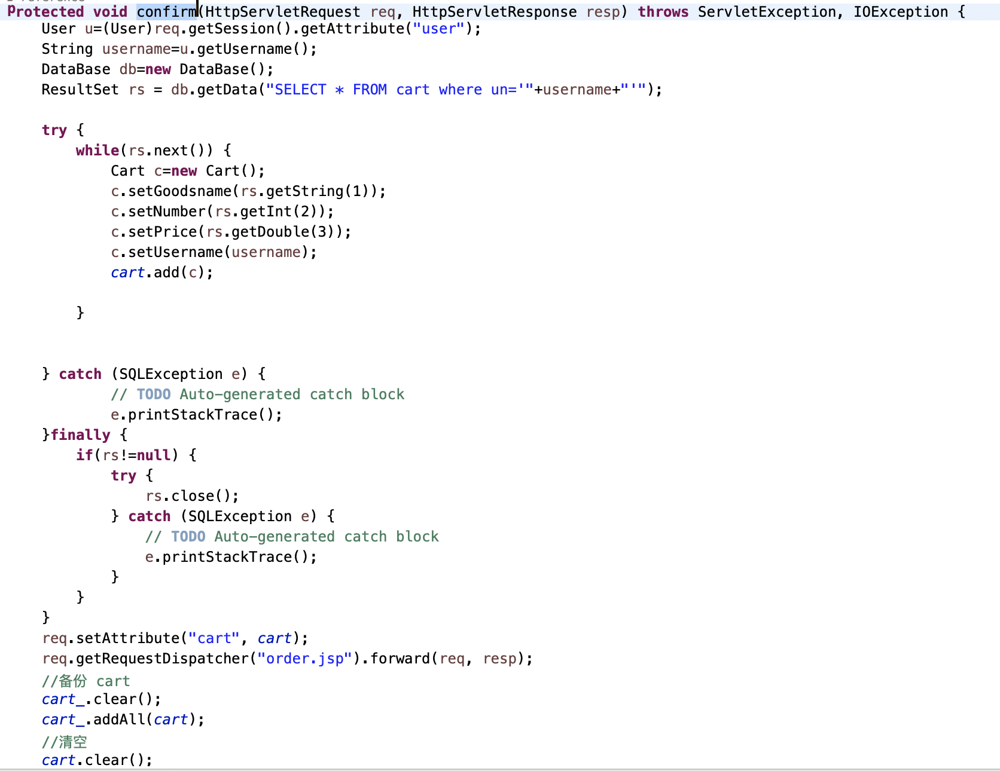 protected void confirm(HttpServletRequest req, HttpServletResponse resp) throws ServletException, IOException {
    User u=(User)req.getSession().getAttribute("user");
    String username=u.getUsername();
    DataBase db=new DataBase();
    ResultSet rs = db.getData("SELECT * FROM cart where un='"+username+"'");
    try {
        while(rs.next()) {
            Cart c=new Cart();
            c.setGoodsname(rs.getString(1));
            c.setNumber(rs.getInt(2));
            c.setPrice(rs.getDouble(3));
            c.setUsername(username);
            cart.add(c);
        }
    } catch (SQLException e) {
            // TODO Auto-generated catch block
            e.printStackTrace();
    }finally {
        if(rs!=null) {
            try {
                rs.close();
            } catch (SQLException e) {
                // TODO Auto-generated catch block
                e.printStackTrace();
            }
        }
    }
    req.setAttribute("cart", cart);
    req.getRequestDispatcher("order.jsp").forward(req, resp);
    //备份 cart
    cart_.clear();
    cart_.addAll(cart);
    //清空
    cart.clear();